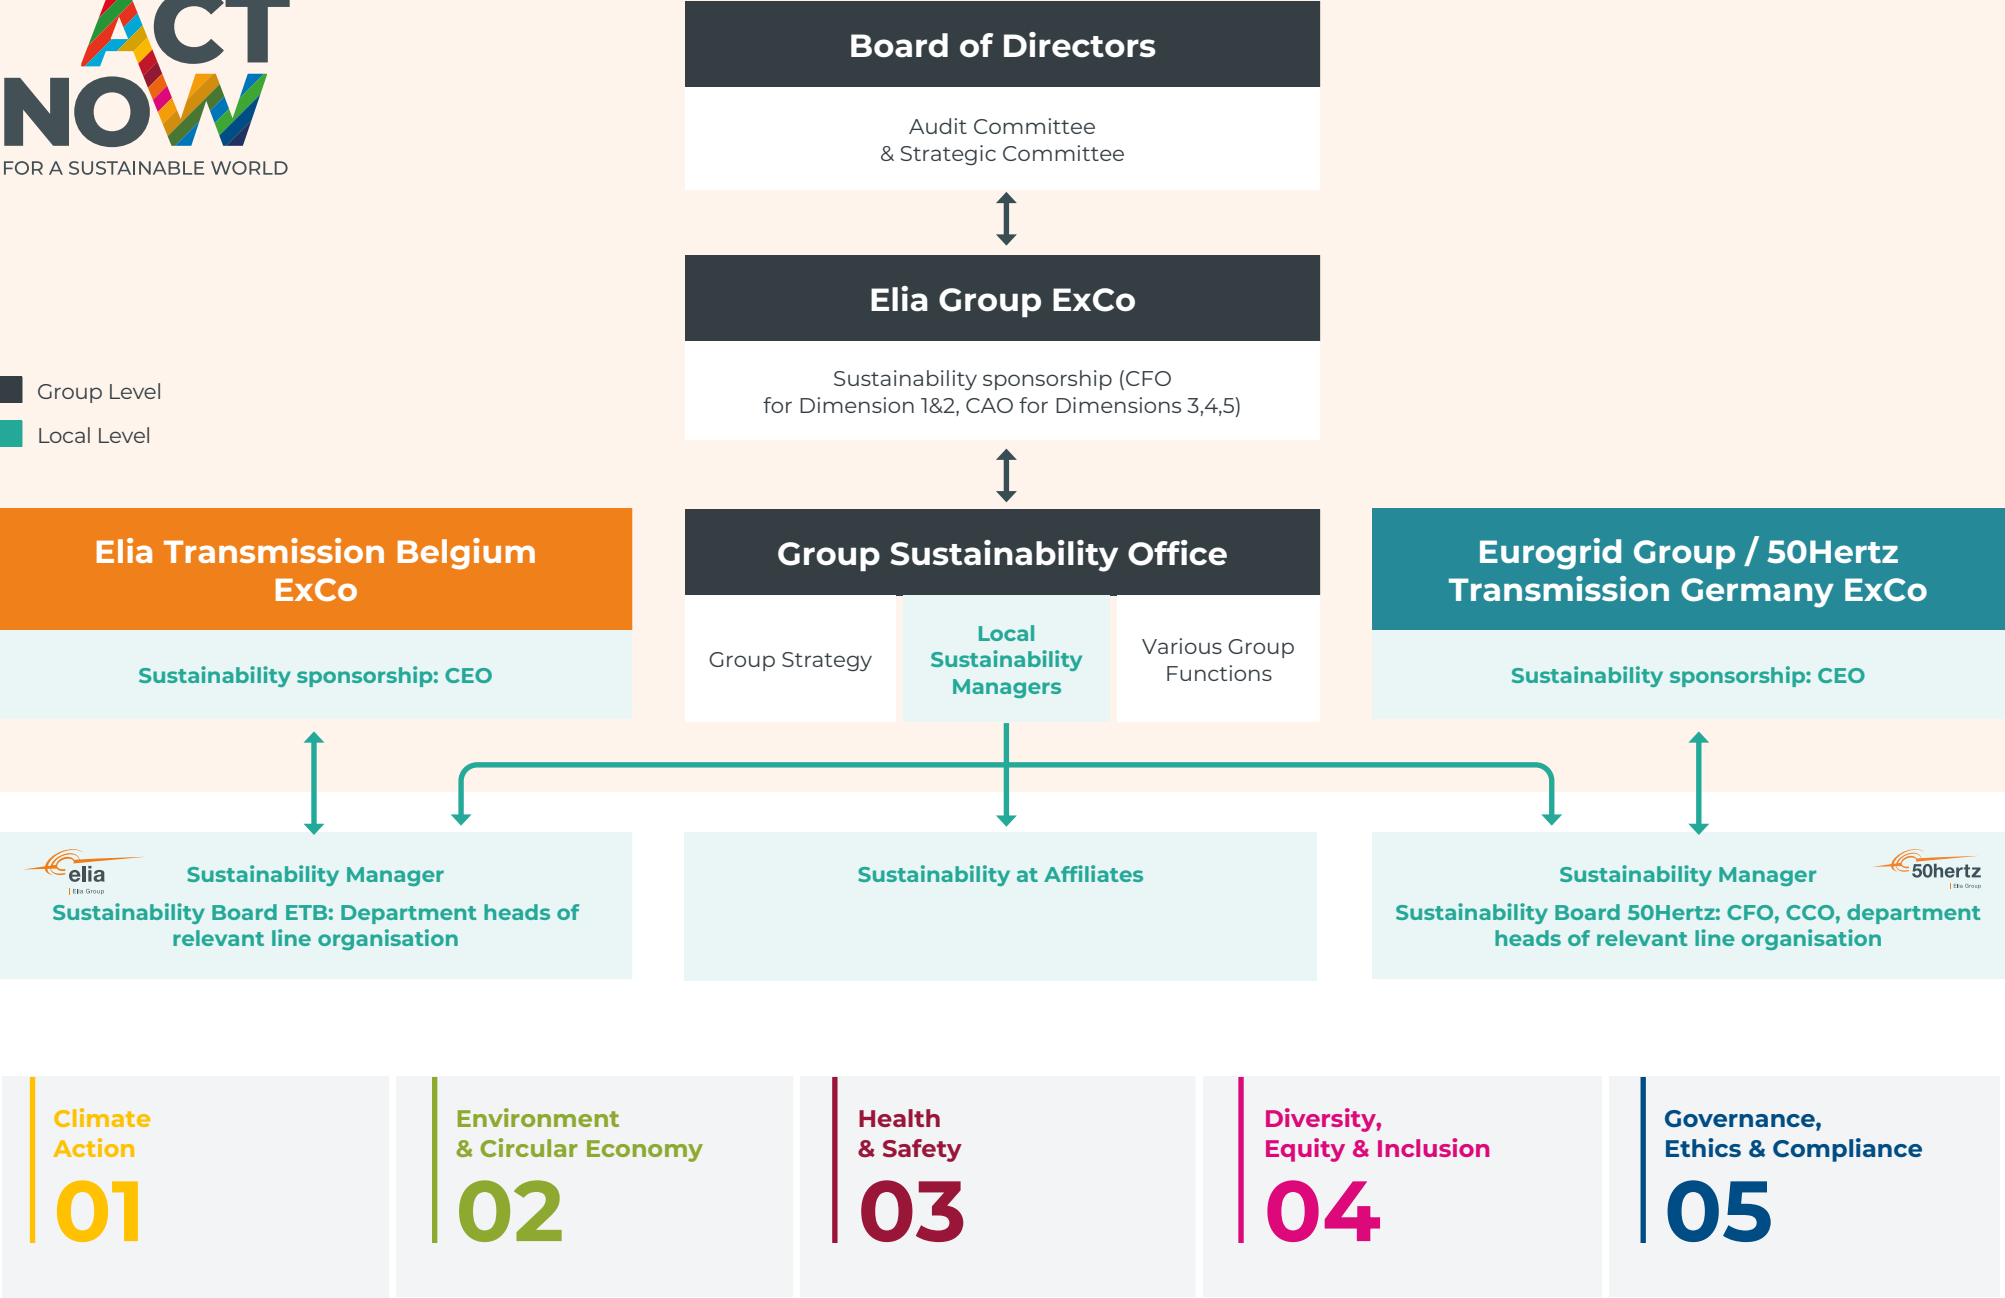 ACT
NOW
FOR A SUSTAINABLE WORLD
Board of Directors
Audit Committee
& Strategic Committee
Elia Group ExCo
Sustainability sponsorship (CFO
for Dimension 1&2, CAO for Dimensions 3,4,5)
Group Level
Local Level
Elia Transmission Belgium
ExCo
Sustainability sponsorship: CEO
Group Sustainability Office
Group Strategy
Local
Sustainability
Managers
Various Group
Functions
Eurogrid Group / 50Hertz
Transmission Germany ExCo
Sustainability sponsorship: CEO
elia
Elia Group
Sustainability Manager
Sustainability Board ETB: Department heads of
relevant line organisation
Sustainability at Affiliates
Sustainability Manager
50hertz
Elia Group
Sustainability Board 50Hertz: CFO, CCO, department
heads of relevant line organisation
Climate
Action
01
Environment
& Circular Economy
02
Health
& Safety
03
Diversity,
Equity & Inclusion
04
Governance,
Ethics & Compliance
05